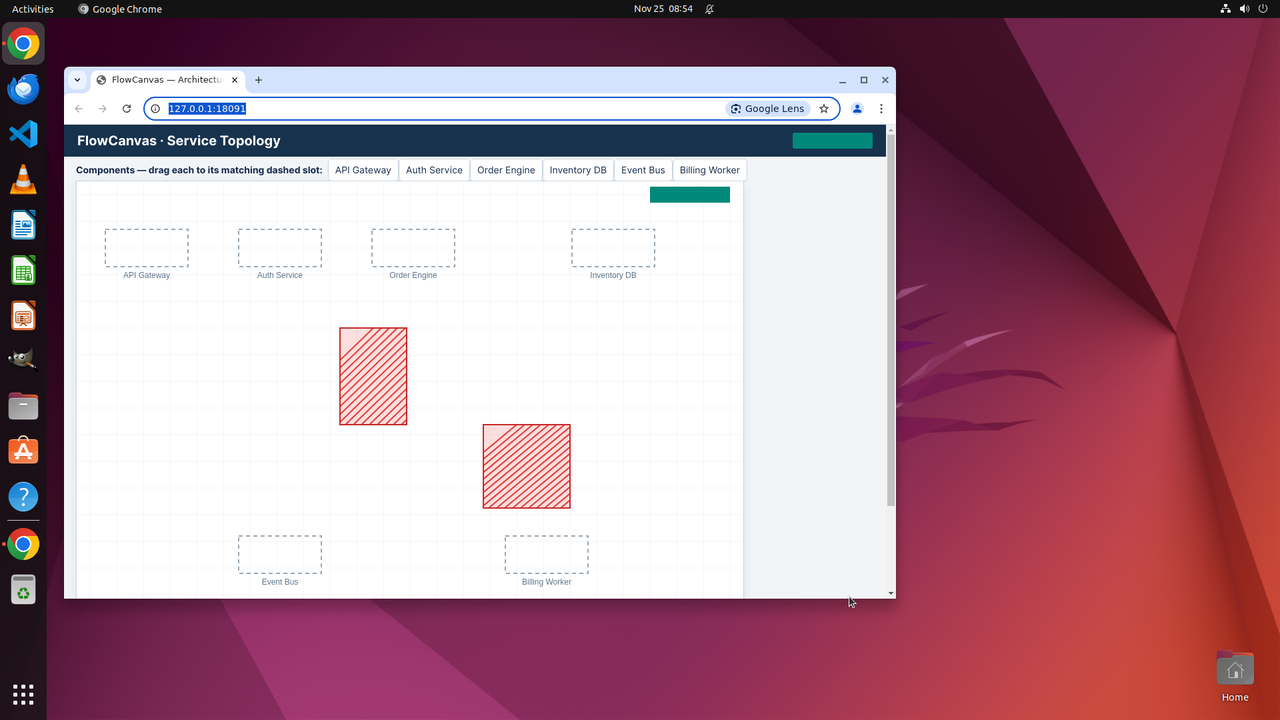 Activities
Google Chrome
Nov 25 08:54
FlowCanvas — Architectu
127.0.0.1:18091
Google Lens
FlowCanvas · Service Topology
Components — drag each to its matching dashed slot:
API Gateway
Auth Service
Order Engine
Inventory DB
Event Bus
Billing Worker
API Gateway
Auth Service
Order Engine
Inventory DB
Event Bus
Billing Worker
Home